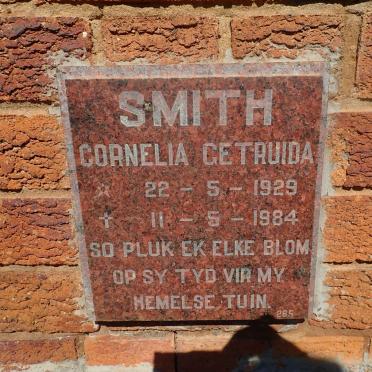 SMITH
CORNELIA GETRUIDA
☆ 22 - 5 - 1929
✝ 11 - 5 - 1984
SO PLUK EK ELKE BLOM
OP SY TYD VIR MY
HEMELSE TUIN.
285